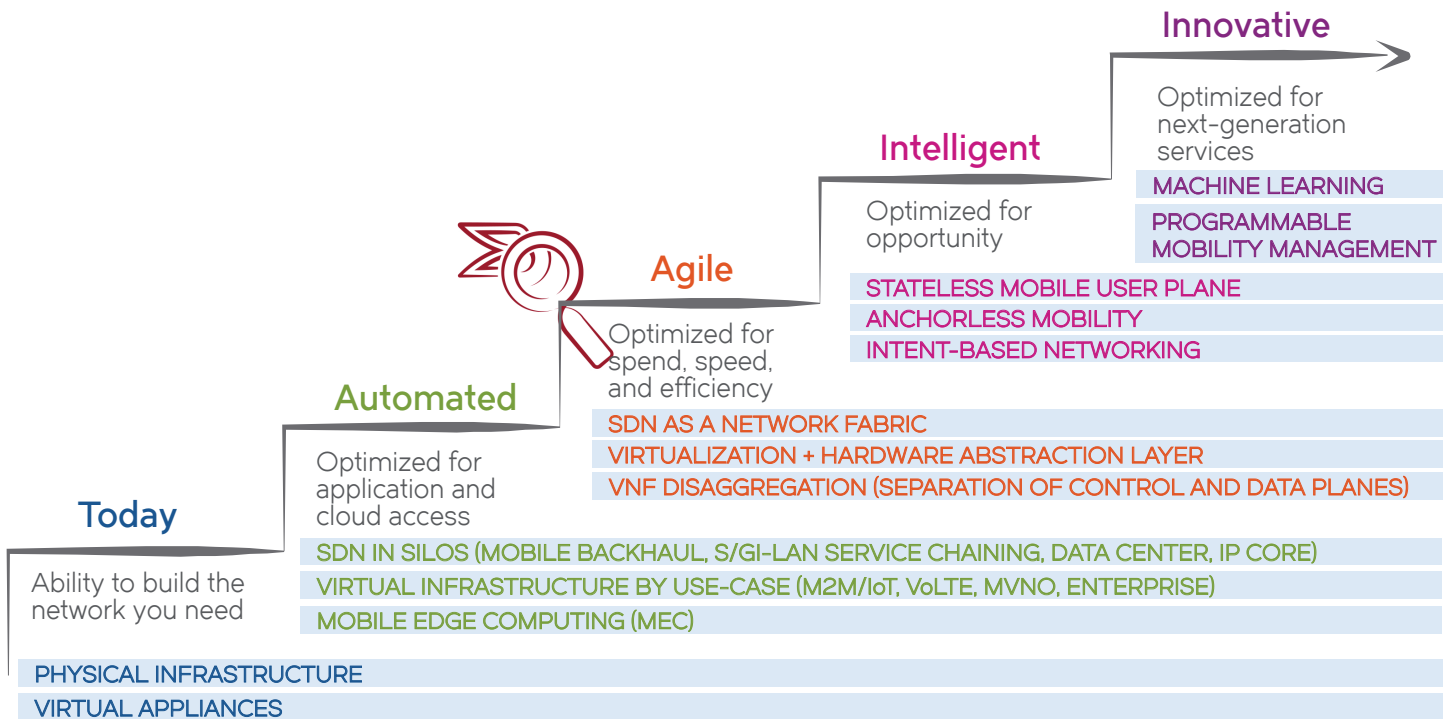 Innovative
Optimized for
next-generation
services
MACHINE LEARNING
PROGRAMMABLE
MOBILITY MANAGEMENT
Intelligent
Optimized for
opportunity
STATELESS MOBILE USER PLANE
ANCHORLESS MOBILITY
INTENT-BASED NETWORKING
Agile
Optimized for
spend, speed,
and efficiency
SDN AS A NETWORK FABRIC
VIRTUALIZATION + HARDWARE ABSTRACTION LAYER
VNF DISAGGREGATION (SEPARATION OF CONTROL AND DATA PLANES)
Automated
Optimized for
application and
cloud access
SDN IN SILOS (MOBILE BACKHAUL, S/GI-LAN SERVICE CHAINING, DATA CENTER, IP CORE)
VIRTUAL INFRASTRUCTURE BY USE-CASE (M2M/IoT, VoLTE, MVNO, ENTERPRISE)
MOBILE EDGE COMPUTING (MEC)
Today
Ability to build the
network you need
PHYSICAL INFRASTRUCTURE
VIRTUAL APPLIANCES